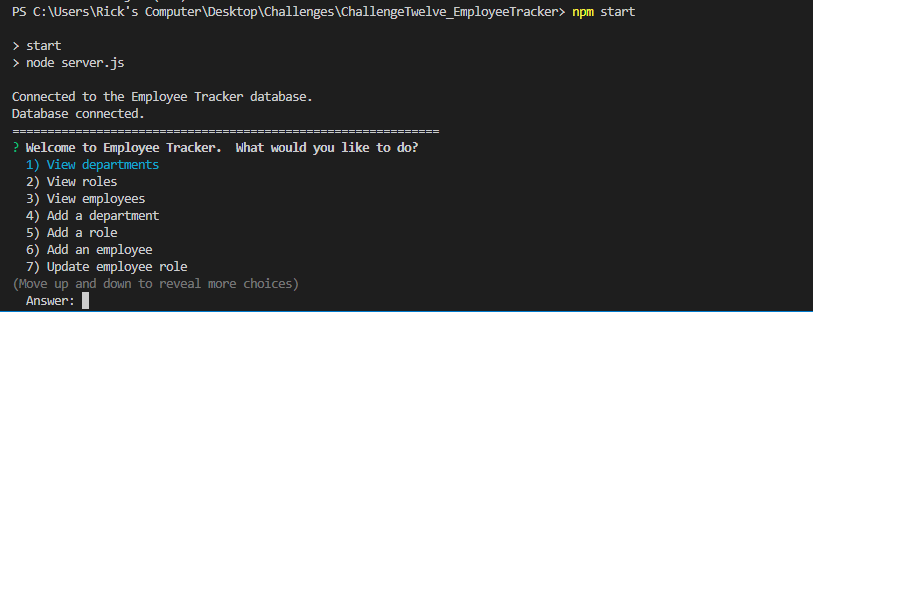 PS C:\Users\Rick's Computer\Desktop\Challenges\ChallengeTwelve_EmployeeTracker> npm start
> start
> node server.js
Connected to the Employee Tracker database.
Database connected.
=============================================================
? Welcome to Employee Tracker.  What would you like to do?
1) View departments
2) View roles
3) View employees
4) Add a department
5) Add a role
6) Add an employee
7) Update employee role
(Move up and down to reveal more choices)
Answer: